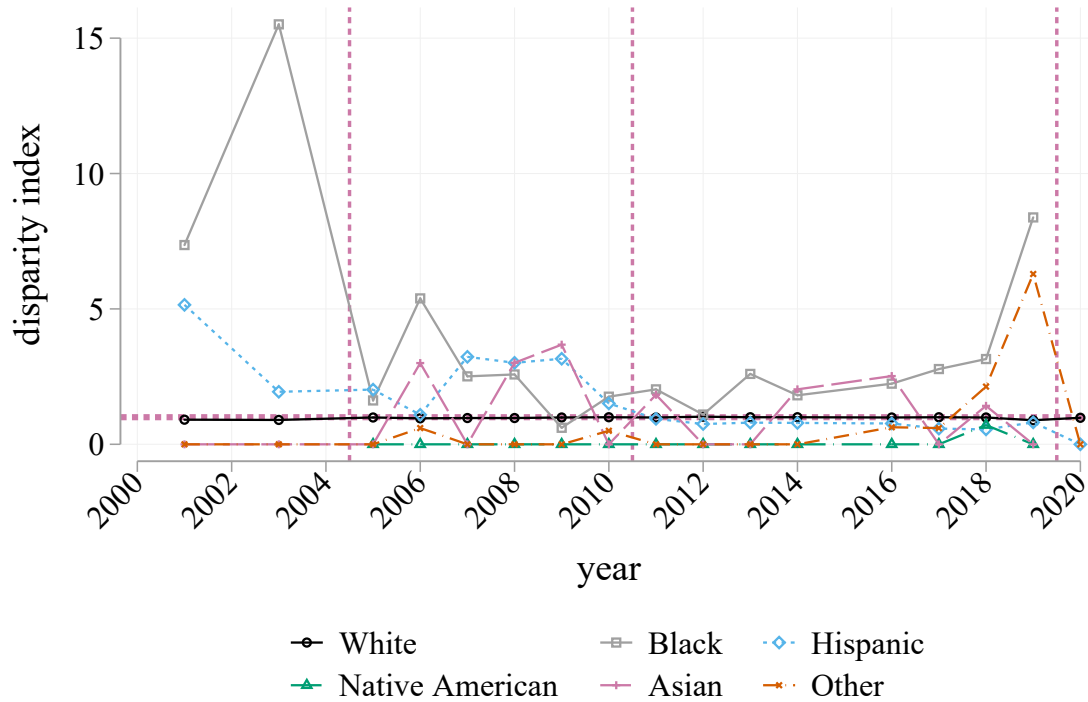 disparity index
15
10
5
0
2000 2002 2004 2006 2008 2010 2012 2014 2016 2018 2020
year
White Black Hispanic
Native American Asian Other